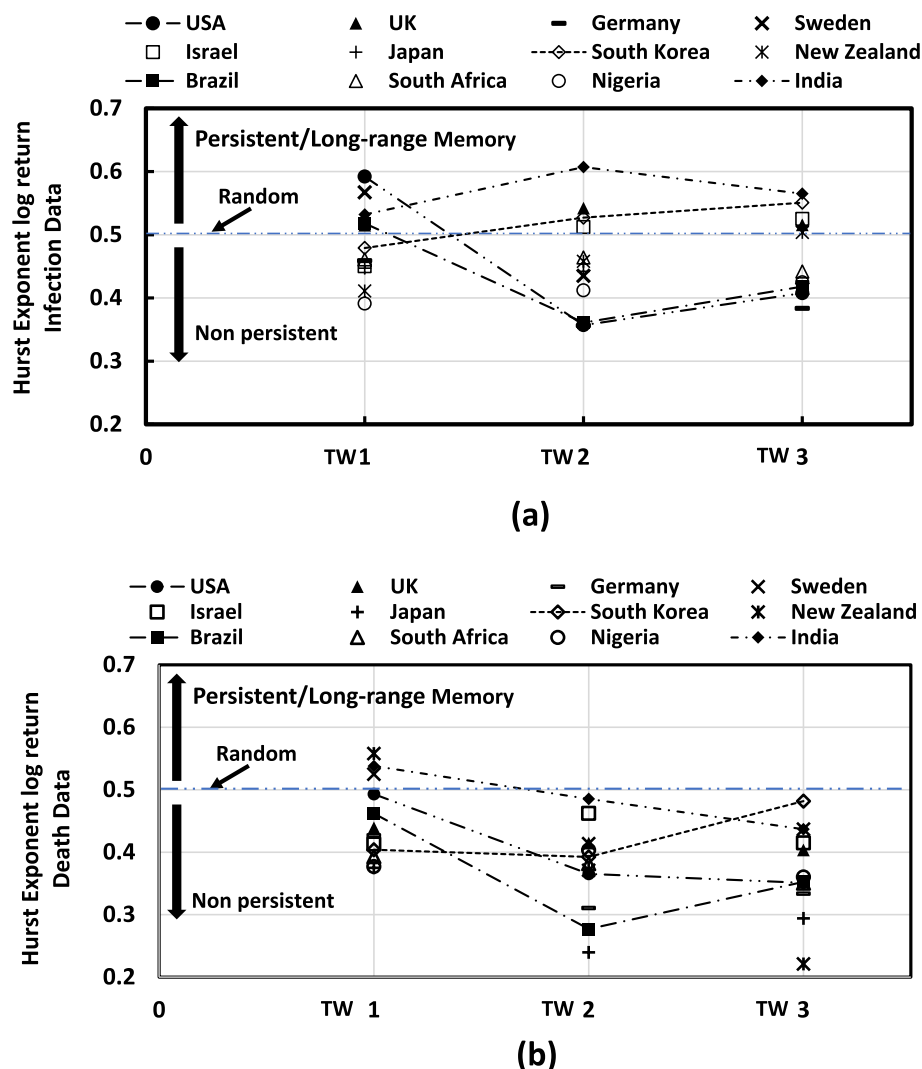 USA UK Germany Sweden
Israel Japan South Korea New Zealand
Brazil South Africa Nigeria India
0.7
Persistent/Long-range Memory
0.6
Random
0.5
0.4
Non persistent
0.3
0.2
0 TW 1 TW 2 TW 3
Hurst Exponent log return
Infection Data
(a)
USA UK Germany Sweden
Israel Japan South Korea New Zealand
Brazil South Africa Nigeria India
0.7
Persistent/Long-range Memory
0.6
Random
0.5
0.4
Non persistent
0.3
0.2
0 TW 1 TW 2 TW 3
Hurst Exponent log return
Death Data
(b)